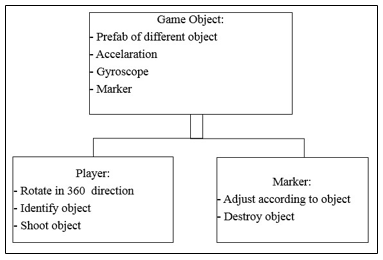 Game Object:
- Prefab of different object
- Accelaration
- Gyroscope
- Marker
Player:
- Rotate in 360 direction
- Identify object
- Shoot object
Marker:
- Adjust according to object
- Destroy object